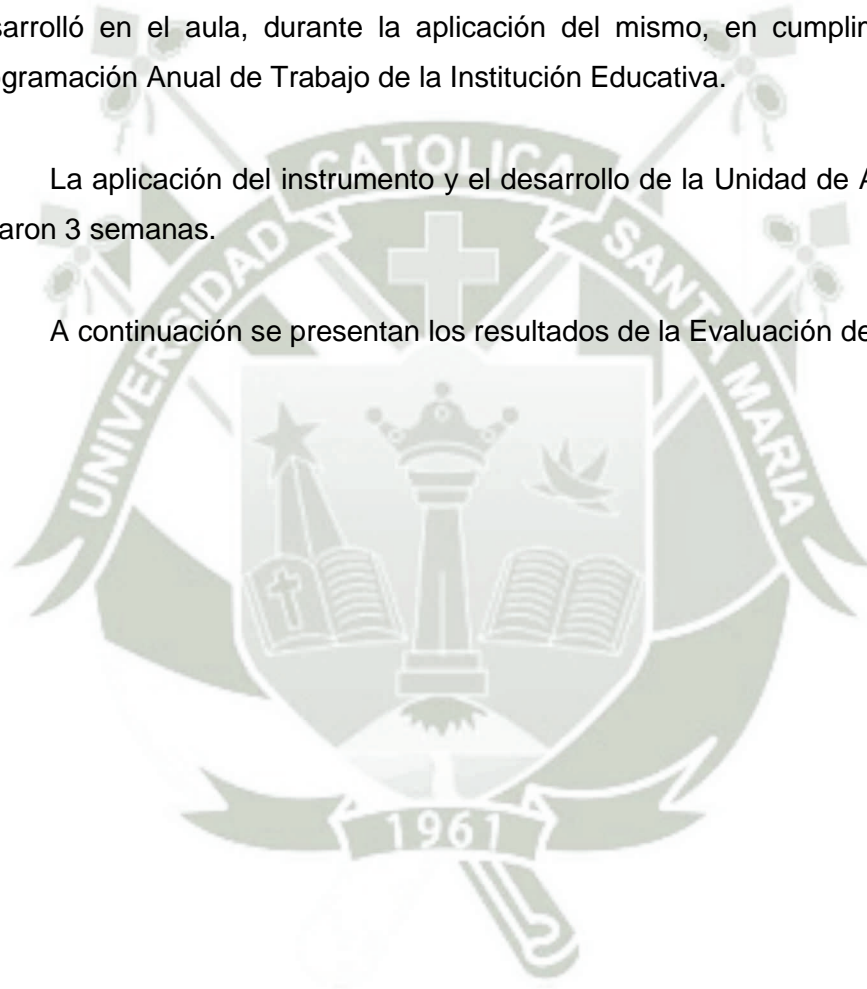 sarrolló en el aula, durante la aplicación del mismo, en cumplin
ogramación Anual de Trabajo de la Institución Educativa.
La aplicación del instrumento y el desarrollo de la Unidad de A
aron 3 semanas.
A continuación se presentan los resultados de la Evaluación de
UNIVERSIDAD CATOLICA SANTA MARIA
1961